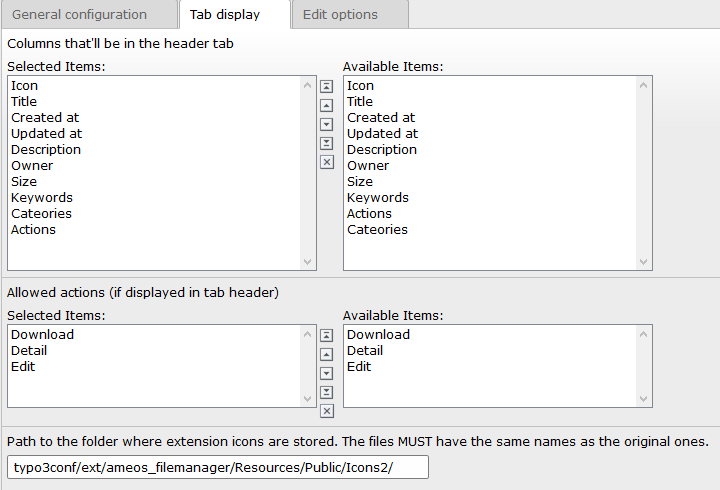 General configuration Tab display Edit options
Columns that'll be in the header tab
Selected Items: Available Items:
Icon Icon
Title Title
Created at Created at
Updated at Updated at
Description Description
Owner Owner
Size Size
Keywords Keywords
Cateories Actions
Actions Cateories
Allowed actions (if displayed in tab header)
Selected Items: Available Items:
Download Download
Detail Detail
Edit Edit
Path to the folder where extension icons are stored. The files MUST have the same names as the original ones.
typo3conf/ext/ameos_filemanager/Resources/Public/Icons2/